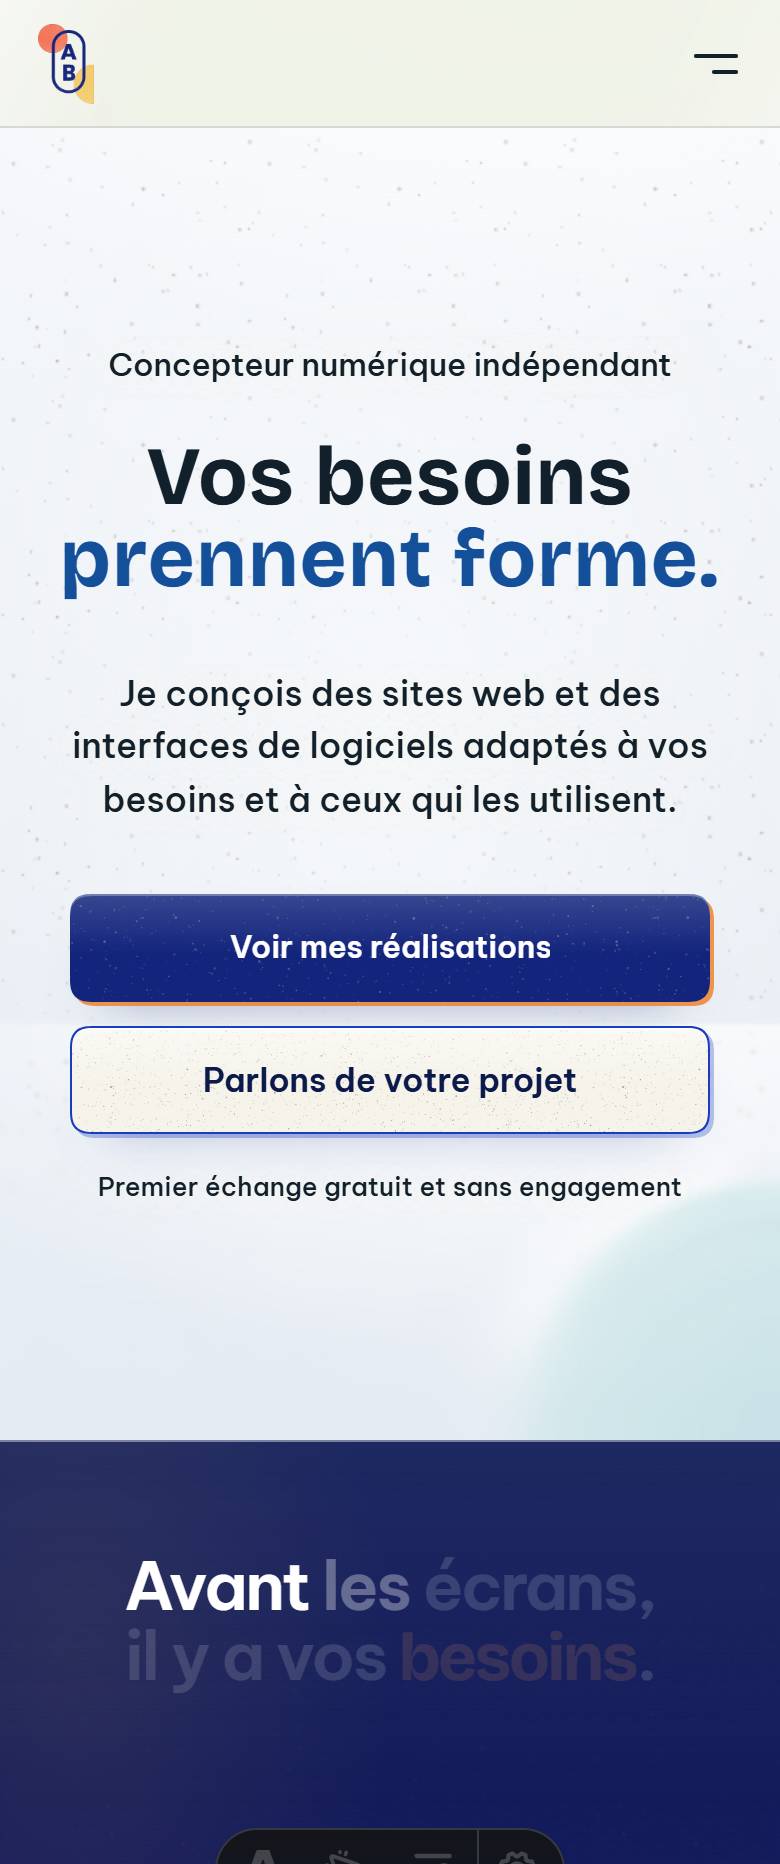 A
B
Concepteur numérique indépendant
Vos besoins
prennent forme.
Je conçois des sites web et des
interfaces de logiciels adaptés à vos
besoins et à ceux qui les utilisent.
Voir mes réalisations
Parlons de votre projet
Premier échange gratuit et sans engagement
Avant les écrans,
il y a vos besoins.